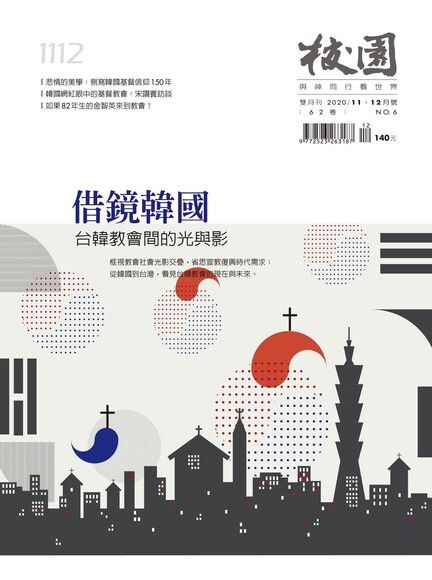 1112
悲情的美學：側寫韓國基督信仰150年
韓國網紅眼中的基督教會：宋讚養訪談
如果82年生的金智英來到教會？
校園
與神同行看世界
雙月刊 2020/11、12月號
(62卷) NO.6
12
9 772523 263187
140元
借鏡韓國
台韓教會間的光與影
框視教會社會光影交疊，省思宣教復興時代需求；
從韓國到台灣，看見台韓教會的現在與未來。